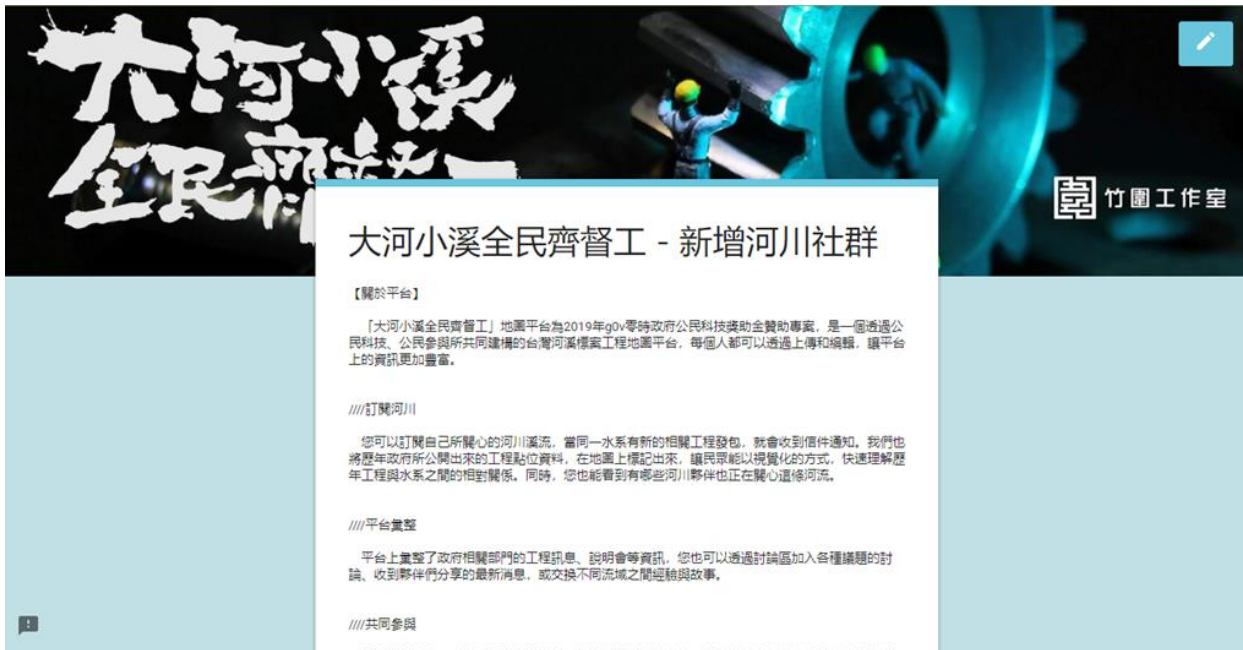 大河小溪
全民齊督工
竹圍工作室
大河小溪全民齊督工 - 新增河川社群
【關於平台】
「大河小溪全民齊督工」地圖平台為2019年g0v零時政府公民科技獎助金贊助專案，是一個透過公
民科技、公民參與所共同建構的台灣河溪標案工程地圖平台，每個人都可以透過上傳和編輯，讓平台
上的資訊更加豐富。
////訂閱河川
您可以訂閱自己所關心的河川溪流，當同一水系有新的相關工程發包，就會收到信件通知。我們也
將歷年政府所公開出來的工程點位資料，在地圖上標記出來，讓民眾能以視覺化的方式，快速理解歷
年工程與水系之間的相對關係。同時，您也能看到有哪些河川夥伴也正在關心這條河流。
////平台彙整
平台上彙整了政府相關部門的工程訊息、說明會等資訊，您也可以透過討論區加入各種議題的討
論、收到夥伴們分享的最新消息，或交換不同流域之間經驗與故事。
////共同參與